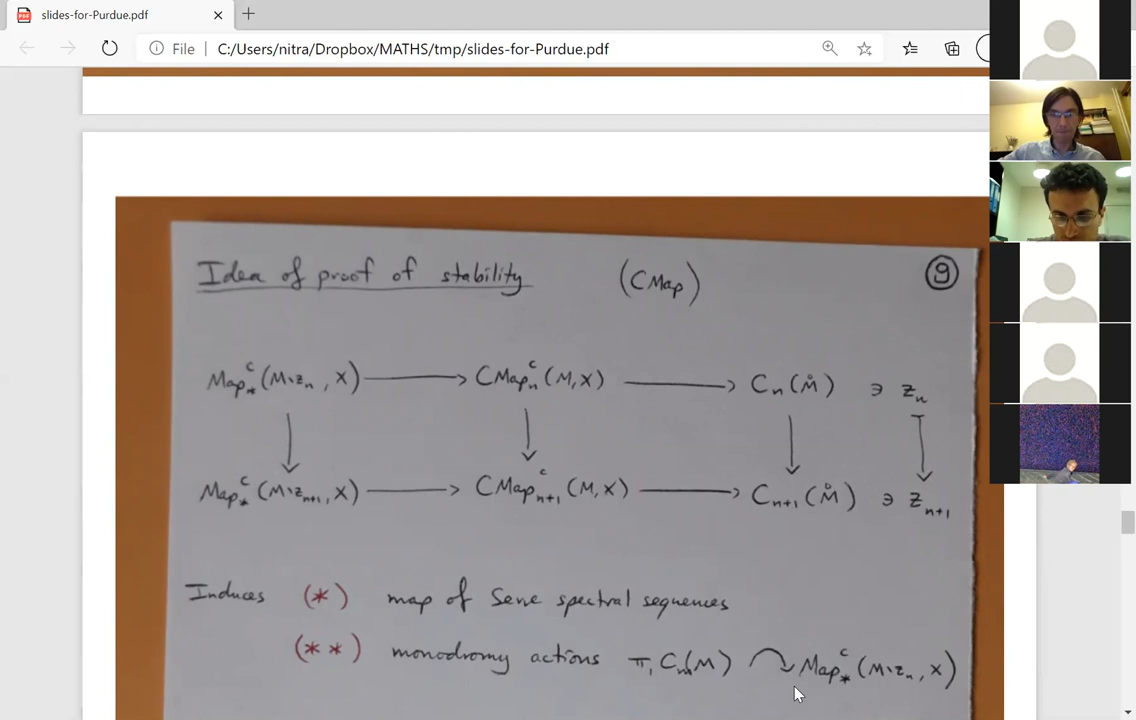 slides-for-Purdue.pdf
File | C:/Users/nitra/Dropbox/MATHS/tmp/slides-for-Purdue.pdf
Idea of proof of stability (CMap) 9
Map^c_*(M∖z_n, X) ⟶ CMap^c_n(M, X) ⟶ C_n(M̊) ∋ z_n
Map^c_*(M∖z_{n+1}, X) ⟶ CMap^c_{n+1}(M, X) ⟶ C_{n+1}(M̊) ∋ z_{n+1}
Induces (*) map of Serre spectral sequences
(**) monodromy actions π_1 C_n(M) ↷ Map^c_*(M∖z_n, X)